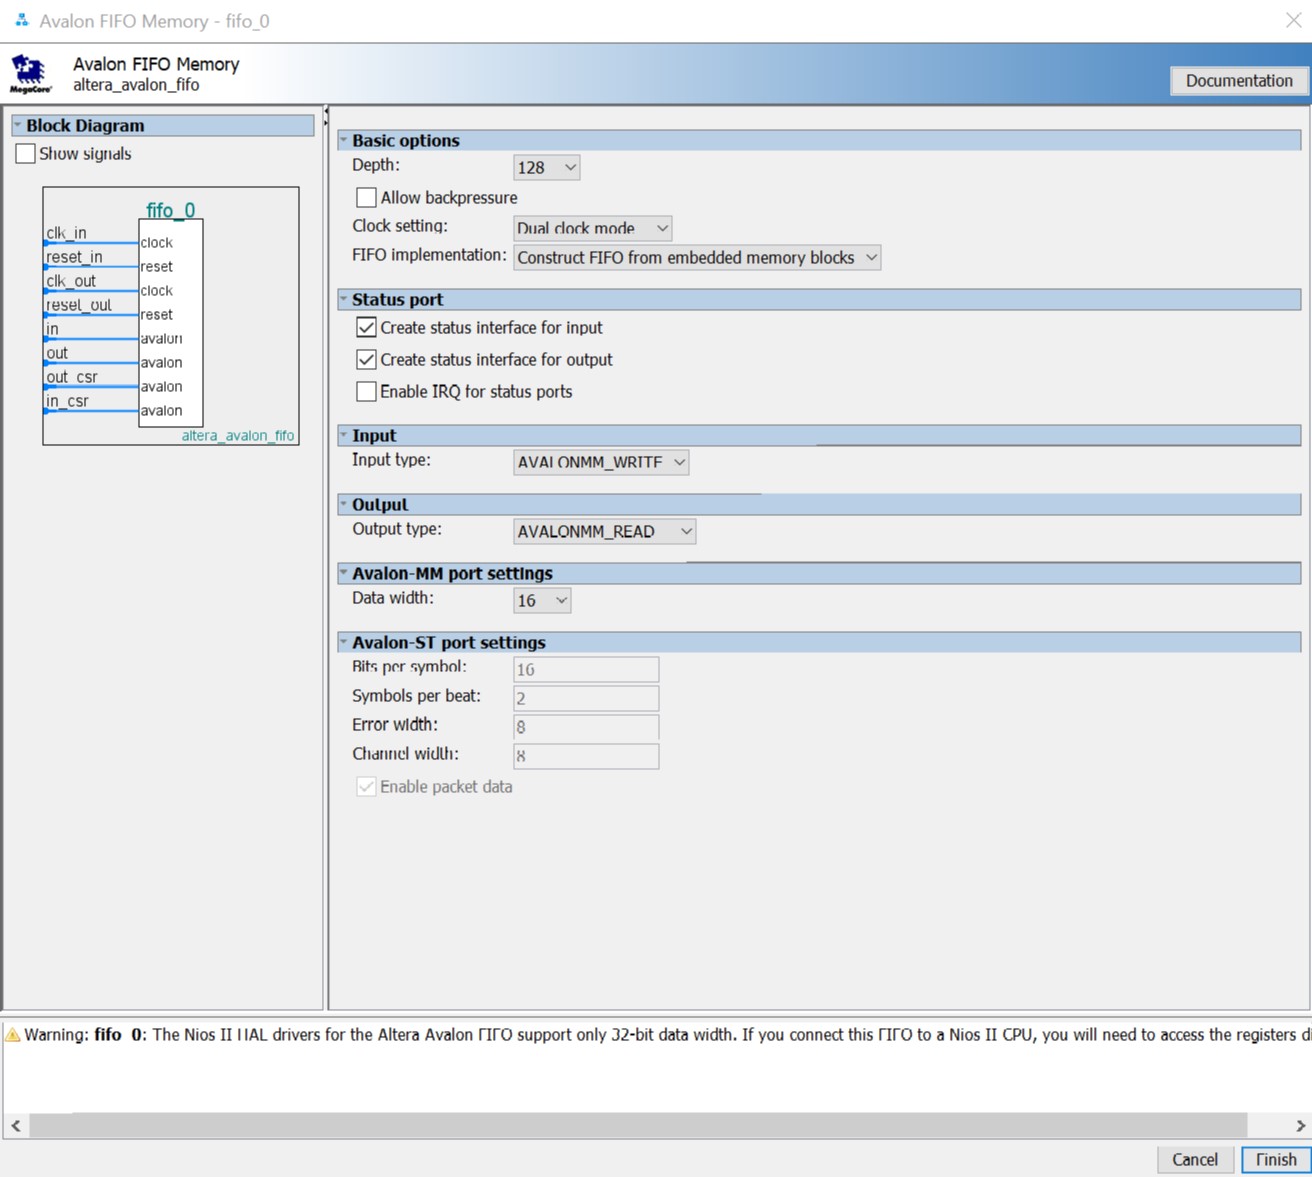 Avalon FIFO Memory - fifo_0
Avalon FIFO Memory
altera_avalon_fifo
MegaCore'
Documentation
Block Diagram
Show signals
fifo_0
clk_in
clock
reset_in
reset
clk_out
clock
reset_out
reset
in
avalon
out
avalon
out_csr
avalon
in_csr
avalon
altera_avalon_fifo
Basic options
Depth: 128
Allow backpressure
Clock setting: Dual clock mode
FIFO implementation: Construct FIFO from embedded memory blocks
Status port
Create status interface for input
Create status interface for output
Enable IRQ for status ports
Input
Input type: AVALONMM_WRITE
Output
Output type: AVALONMM_READ
Avalon-MM port settings
Data width: 16
Avalon-ST port settings
Bits per symbol: 16
Symbols per beat: 2
Error width: 8
Channel width: 8
Enable packet data
Warning: fifo_0: The Nios II HAL drivers for the Altera Avalon FIFO support only 32-bit data width. If you connect this FIFO to a Nios II CPU, you will need to access the registers
Cancel Finish